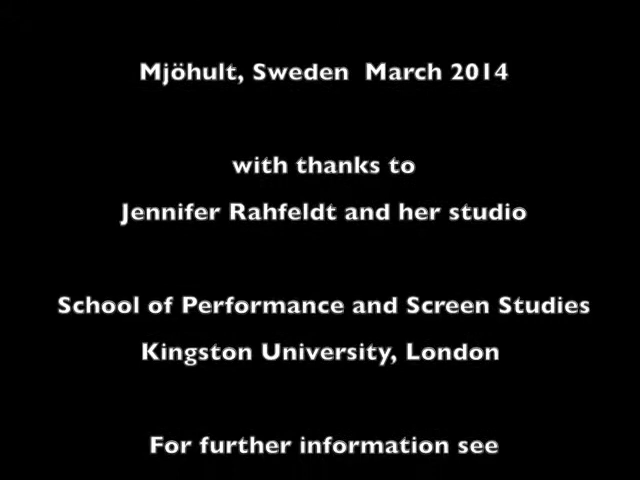 Mjöhult, Sweden  March 2014
with thanks to
Jennifer Rahfeldt and her studio
School of Performance and Screen Studies
Kingston University, London
For further information see